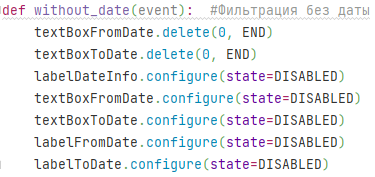 def without_date(event):  #Фильтрация без даты
    textBoxFromDate.delete(0, END)
    textBoxToDate.delete(0, END)
    labelDateInfo.configure(state=DISABLED)
    textBoxFromDate.configure(state=DISABLED)
    textBoxToDate.configure(state=DISABLED)
    labelFromDate.configure(state=DISABLED)
    labelToDate.configure(state=DISABLED)